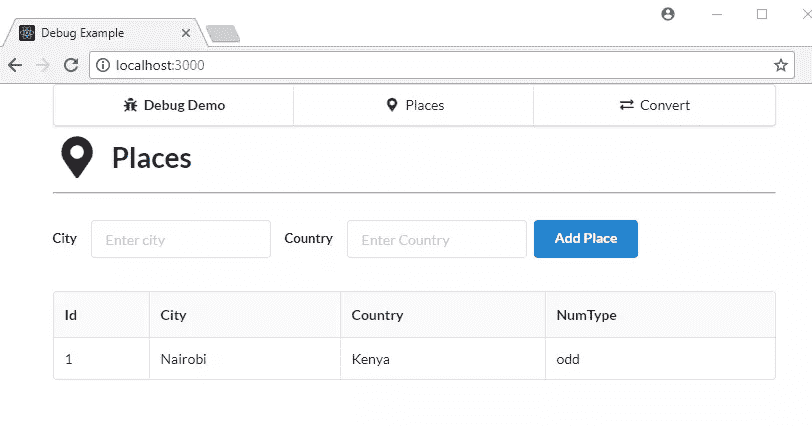 Debug Example
localhost:3000
Debug Demo Places Convert
Places
City Enter city Country Enter Country Add Place
Id City Country NumType
1 Nairobi Kenya odd